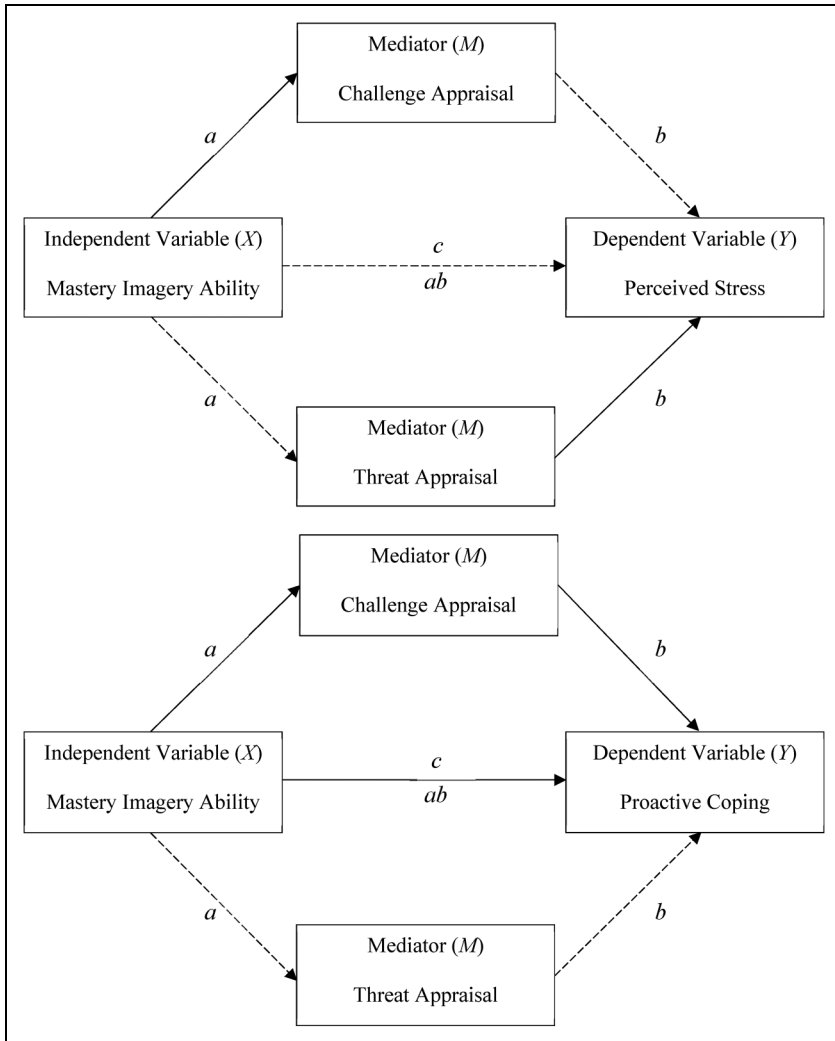 Mediator (M)
Challenge Appraisal
a
b
Independent Variable (X)
Mastery Imagery Ability
c
ab
Dependent Variable (Y)
Perceived Stress
a
b
Mediator (M)
Threat Appraisal
Mediator (M)
Challenge Appraisal
a
b
Independent Variable (X)
Mastery Imagery Ability
c
ab
Dependent Variable (Y)
Proactive Coping
a
b
Mediator (M)
Threat Appraisal